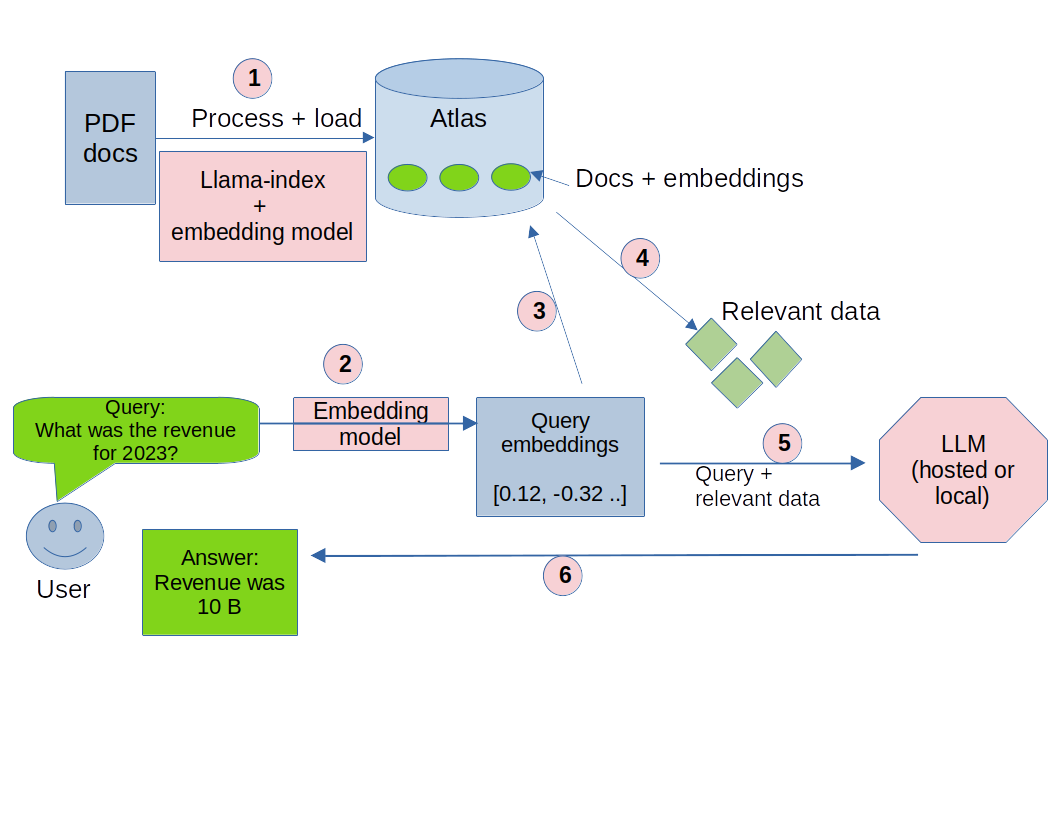 1
Process + load
PDF
docs
Llama-index
+
embedding model
Atlas
Docs + embeddings
4
3
Relevant data
2
Query:
What was the revenue
for 2023?
Embedding
model
Query
embeddings
[0.12, -0.32 ..]
5
Query +
relevant data
LLM
(hosted or
local)
User
Answer:
Revenue was
10 B
6